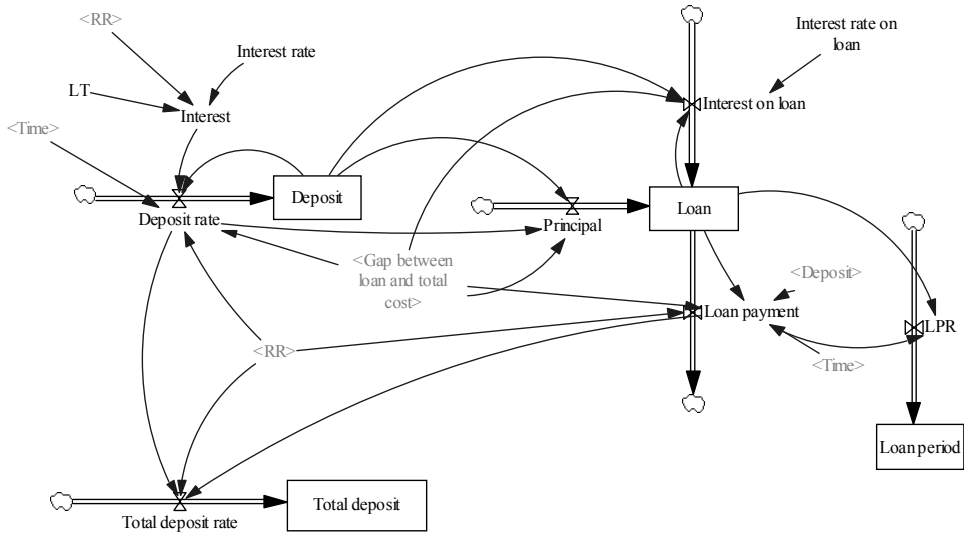 <RR>
Interest rate
Interest rate on
loan
LT
Interest
Interest on loan
<Time>
Deposit
Loan
Deposit rate
Principal
<Gap between
loan and total
cost>
<Deposit>
Loan payment
LPR
<RR>
<Time>
Loan period
Total deposit
Total deposit rate